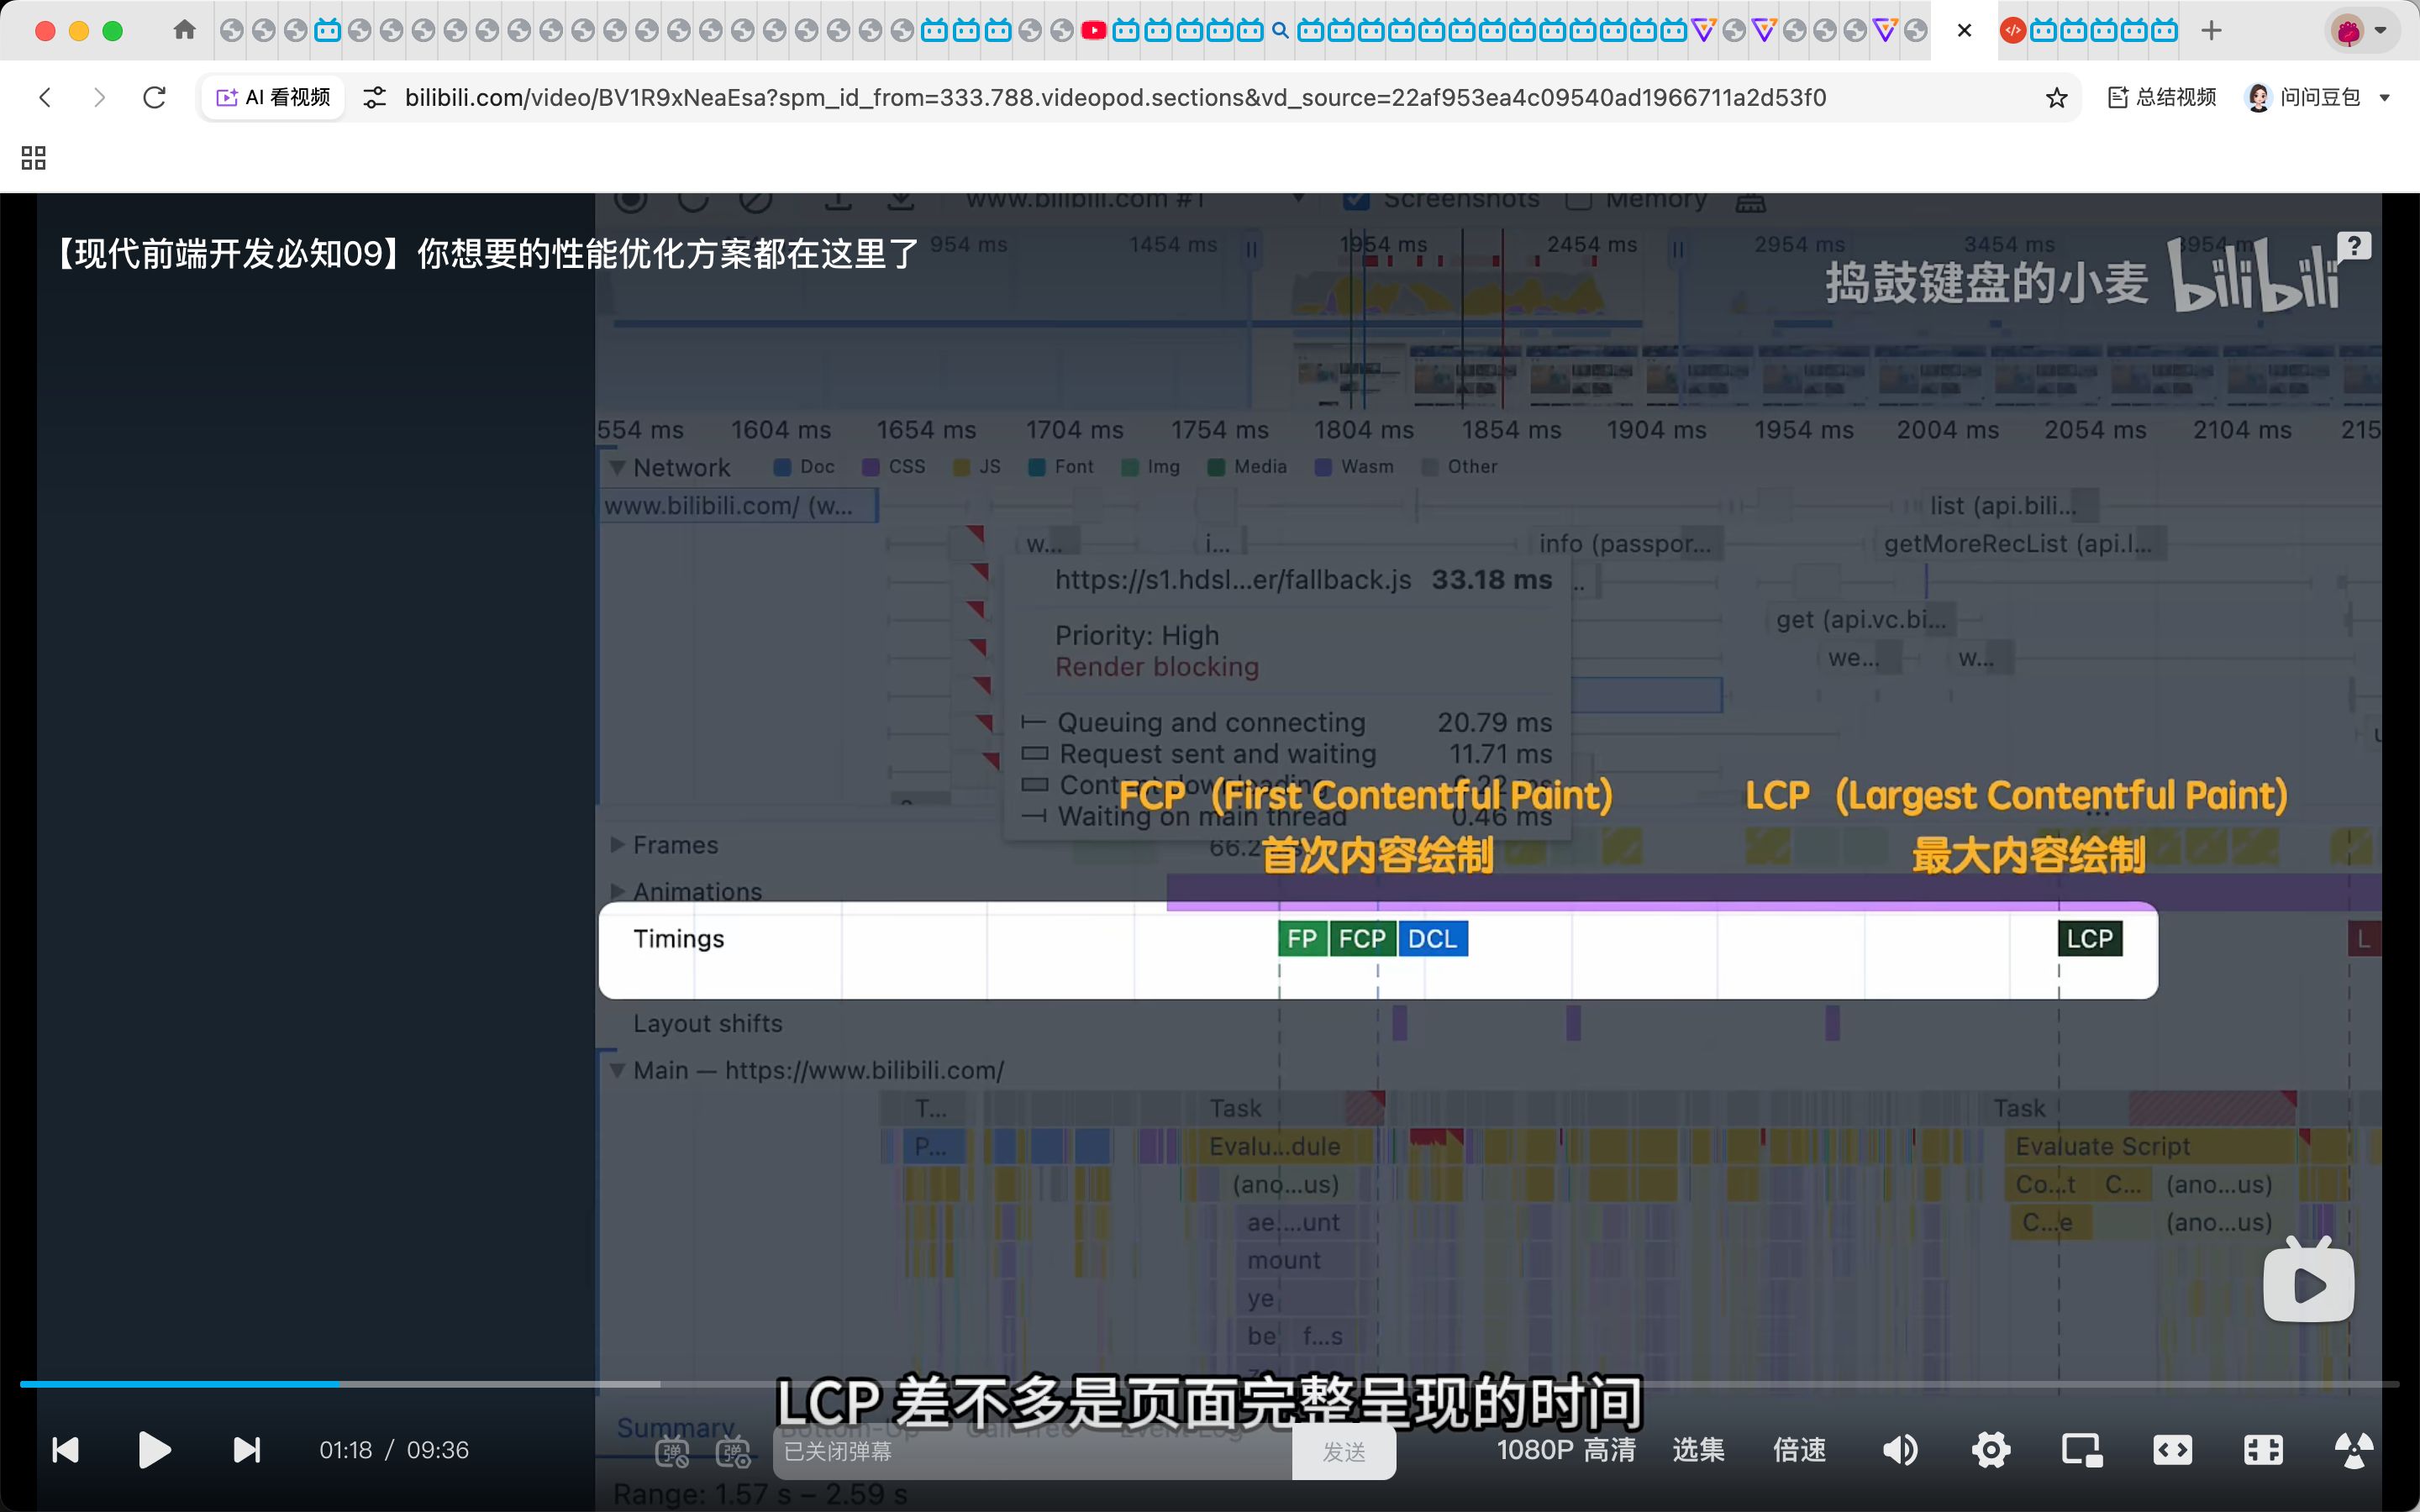 AI 看视频
bilibili.com/video/BV1R9xNeaEsa?spm_id_from=333.788.videopod.sections&vd_source=22af953ea4c09540ad1966711a2d53f0
总结视频
问问豆包
www.bilibili.com #1
Screenshots
Memory
【现代前端开发必知09】你想要的性能优化方案都在这里了
954 ms
1454 ms
1954 ms
2454 ms
2954 ms
3454 ms
3954 m
捣鼓键盘的小麦
bilibili
554 ms
1604 ms
1654 ms
1704 ms
1754 ms
1804 ms
1854 ms
1904 ms
1954 ms
2004 ms
2054 ms
2104 ms
215
Network
Doc
CSS
JS
Font
Img
Media
Wasm
Other
www.bilibili.com/ (w...
list (api.bili...
w...
i...
info (passpor...
getMoreRecList (api.l...
https://s1.hdsl...er/fallback.js 33.18 ms
get (api.vc.bi...
Priority: High
we...
w...
Render blocking
Queuing and connecting 20.79 ms
Request sent and waiting 11.71 ms
Content downloading 0.22 ms
Waiting on main thread 0.46 ms
FCP (First Contentful Paint)
首次内容绘制
LCP (Largest Contentful Paint)
最大内容绘制
Frames
66.2
Animations
Timings
FP
FCP
DCL
LCP
L
Layout shifts
Main — https://www.bilibili.com/
T...
Task
Task
P...
Evalu...dule
Evaluate Script
(ano...us)
Co...t
C...
(ano...us)
ae....unt
C...e
(ano...us)
mount
ye
be
f...s
LCP 差不多是页面完整呈现的时间
Summary
Bottom-Up
Call Tree
Event Log
01:18 / 09:36
已关闭弹幕
发送
1080P 高清
选集
倍速
Range: 1.57 s – 2.59 s